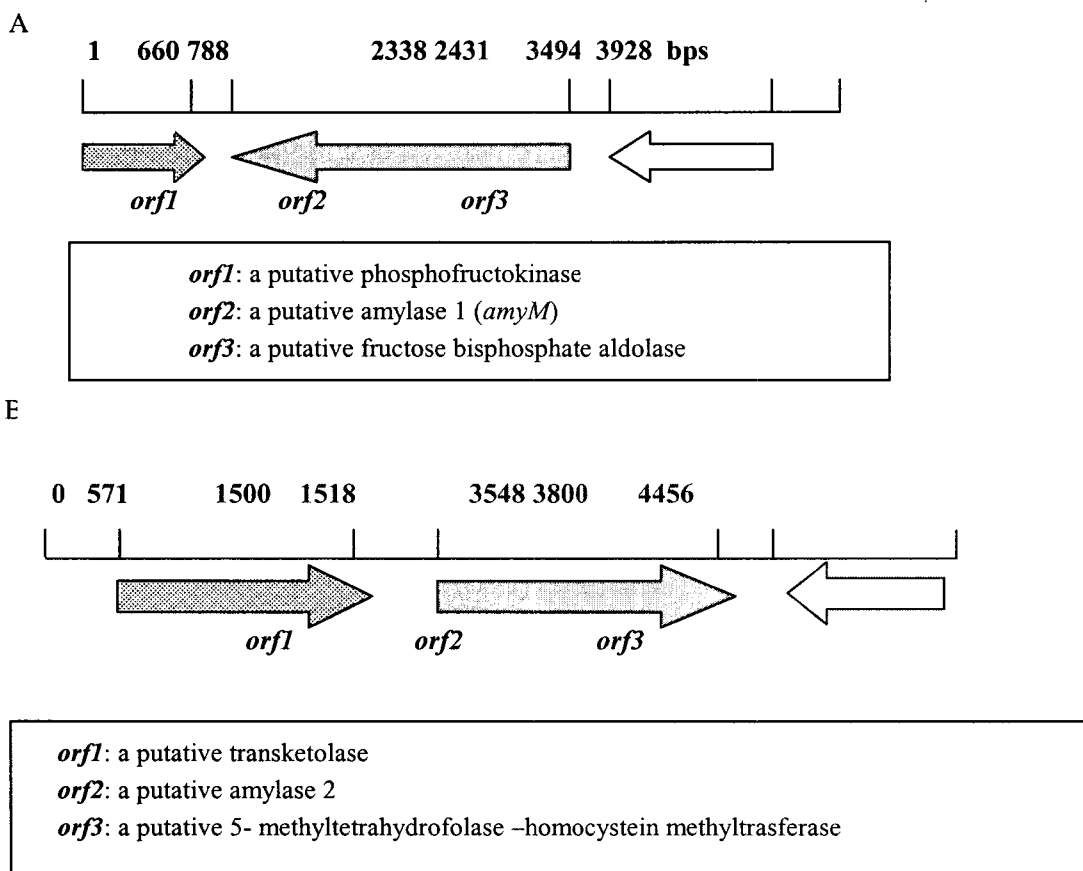 A
1 660 788 2338 2431 3494 3928 bps
orf1 orf2 orf3
orf1: a putative phosphofructokinase
orf2: a putative amylase 1 (amyM)
orf3: a putative fructose bisphosphate aldolase
E
0 571 1500 1518 3548 3800 4456
orf1 orf2 orf3
orf1: a putative transketolase
orf2: a putative amylase 2
orf3: a putative 5- methyltetrahydrofolase –homocystein methyltrasferase